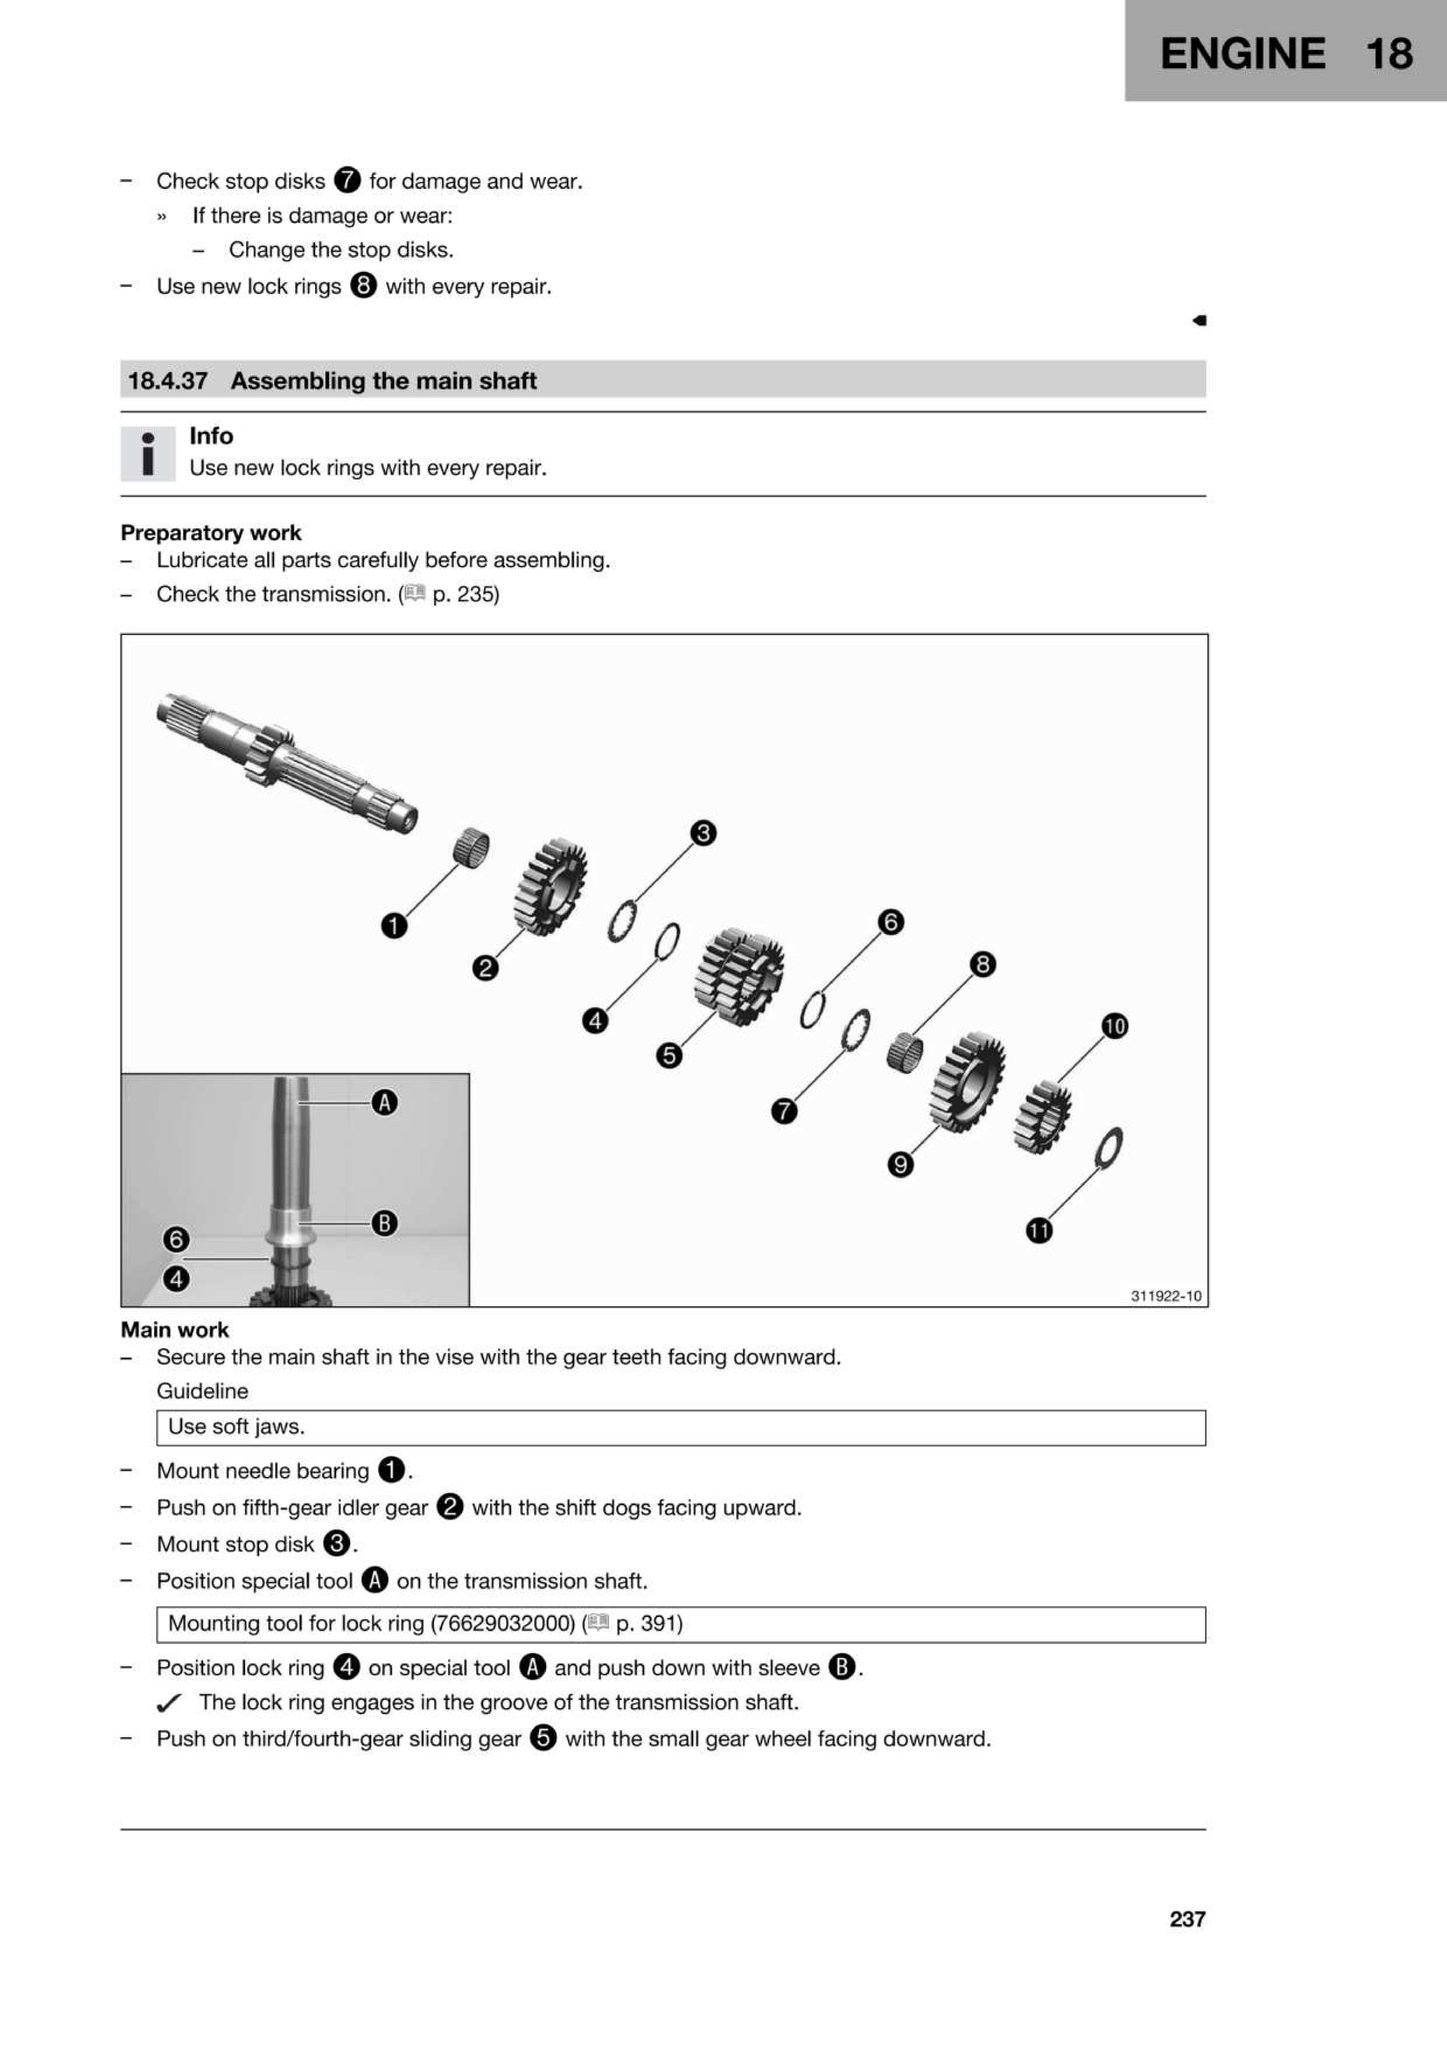 ENGINE 18
– Check stop disks 7 for damage and wear.
» If there is damage or wear:
– Change the stop disks.
– Use new lock rings 8 with every repair.
18.4.37 Assembling the main shaft
i Info
Use new lock rings with every repair.
Preparatory work
– Lubricate all parts carefully before assembling.
– Check the transmission. ( p. 235)
3
1
6
2
8
4
10
5
A
7
9
B
11
6
4
311922-10
Main work
– Secure the main shaft in the vise with the gear teeth facing downward.
Guideline
Use soft jaws.
– Mount needle bearing 1.
– Push on fifth-gear idler gear 2 with the shift dogs facing upward.
– Mount stop disk 3.
– Position special tool A on the transmission shaft.
Mounting tool for lock ring (76629032000) ( p. 391)
– Position lock ring 4 on special tool A and push down with sleeve B.
✓ The lock ring engages in the groove of the transmission shaft.
– Push on third/fourth-gear sliding gear 5 with the small gear wheel facing downward.
237